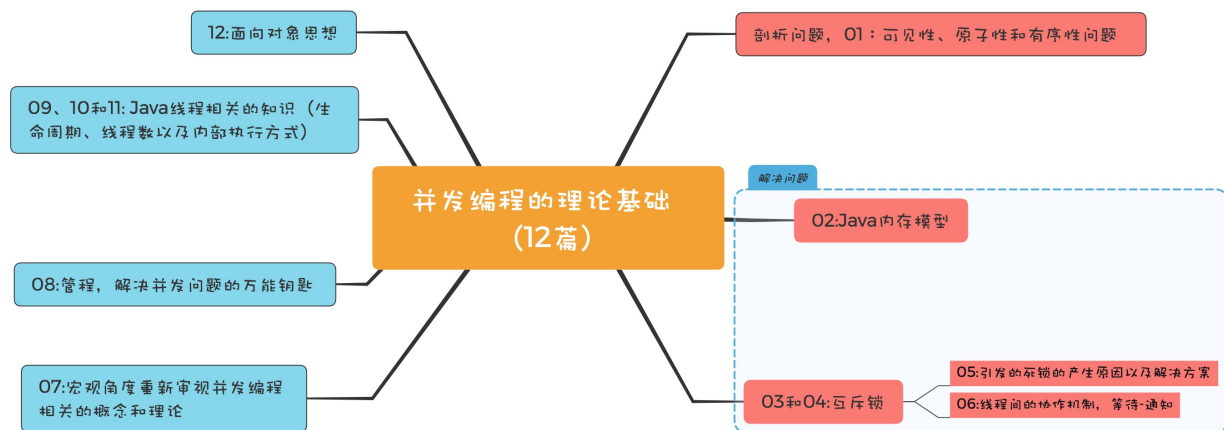 并发编程的理论基础
(12篇)
剖析问题，01：可见性、原子性和有序性问题
解决问题
02:Java内存模型
03和04:互斥锁
05:引发的死锁的产生原因以及解决方案
06:线程间的协作机制，等待-通知
07:宏观角度重新审视并发编程
相关的概念和理论
08:管程，解决并发问题的万能钥匙
09、10和11: Java线程相关的知识（生
命周期、线程数以及内部执行方式）
12:面向对象思想